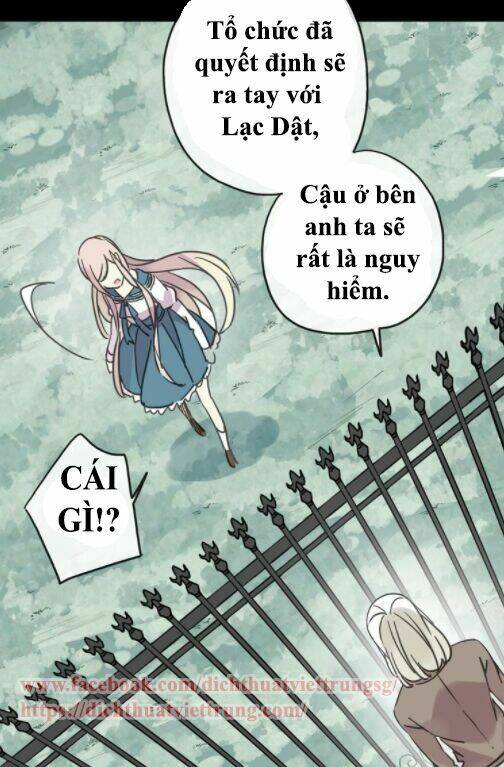 Tổ chức đã
quyết định sẽ
ra tay với
Lạc Dật,
Cậu ở bên
anh ta sẽ
rất là nguy
hiểm.
CÁI
GÌ!?
www.facebook.com/dichthuatviettrungsg/
https://dichthuatviettrung.com/